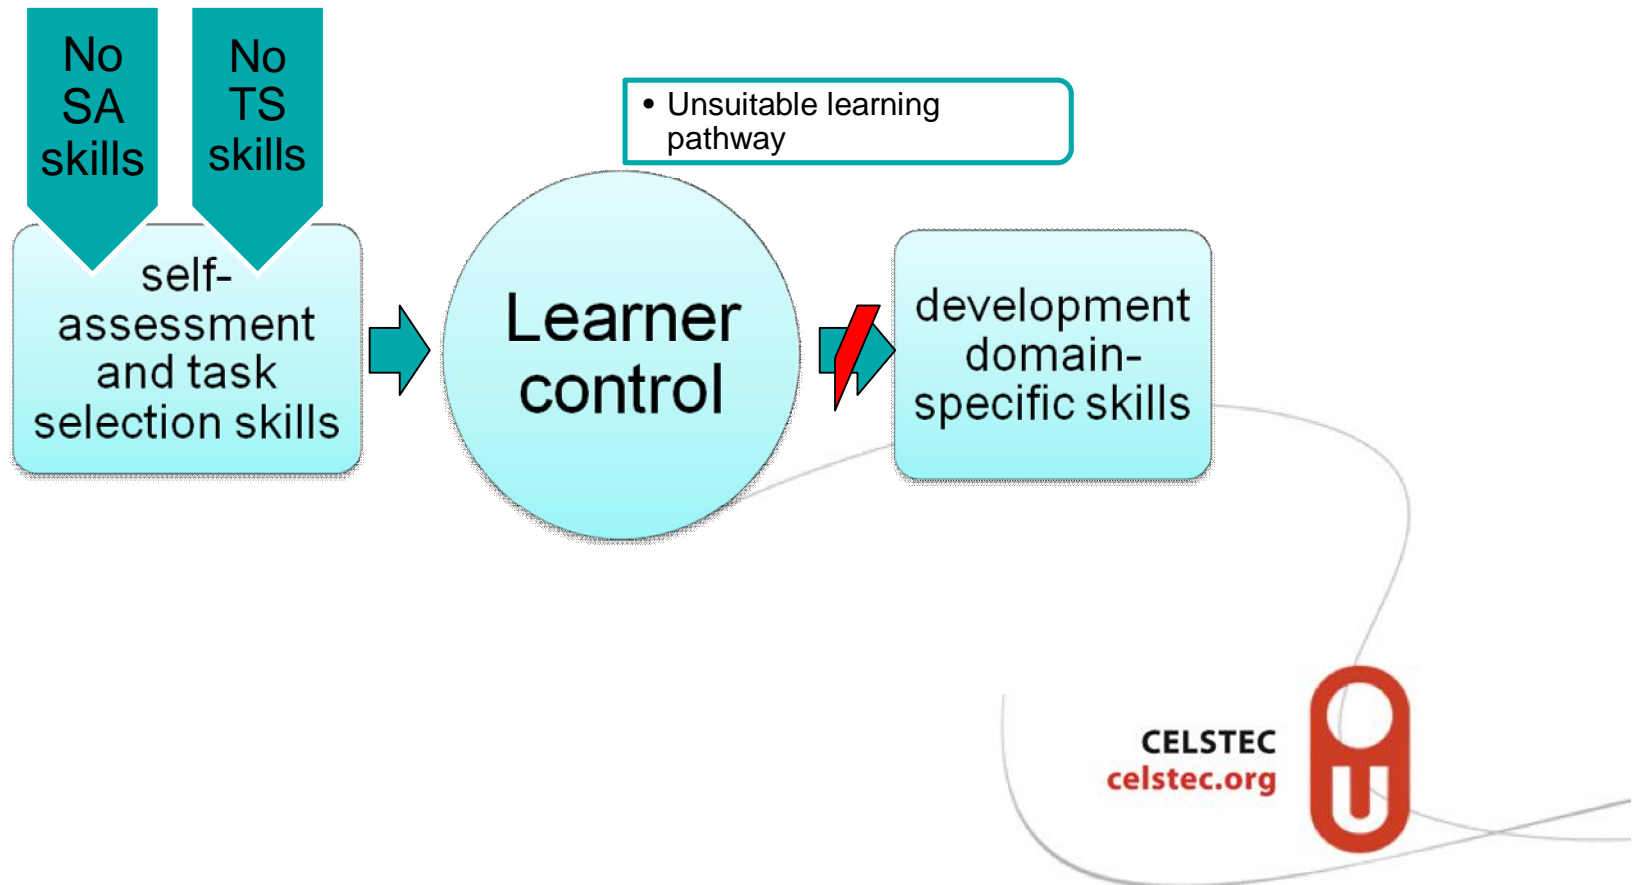 No
SA
skills
No
TS
skills
• Unsuitable learning
pathway
self-
assessment
and task
selection skills
Learner
control
development
domain-
specific skills
CELSTEC
celstec.org
U